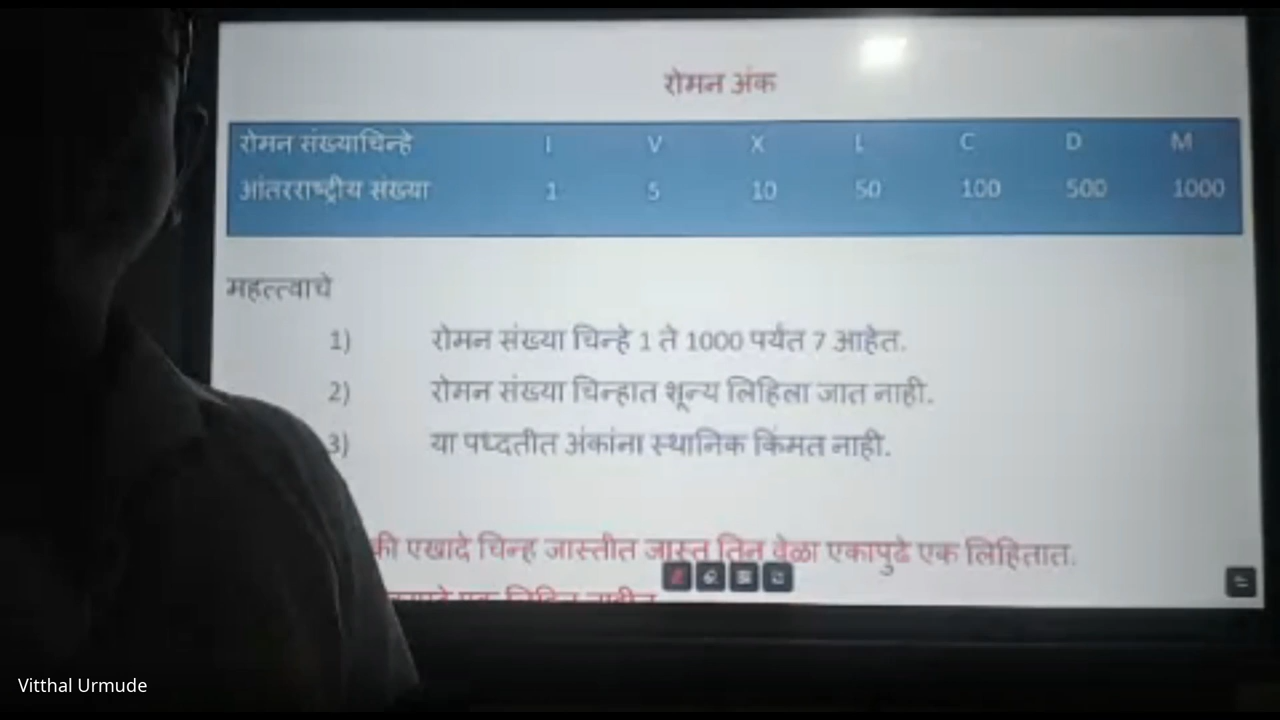 रोमन अंक
रोमन संख्याचिन्हे I V X L C D M
आंतरराष्ट्रीय संख्या 1 5 10 50 100 500 1000
महत्त्वाचे
1) रोमन संख्या चिन्हे 1 ते 1000 पर्यंत 7 आहेत.
2) रोमन संख्या चिन्हात शून्य लिहिला जात नाही.
3) या पध्दतीत अंकांना स्थानिक किंमत नाही.
की एखादे चिन्ह जास्तीत जास्त तिन वेळा एकापुढे एक लिहितात.
Vitthal Urmude